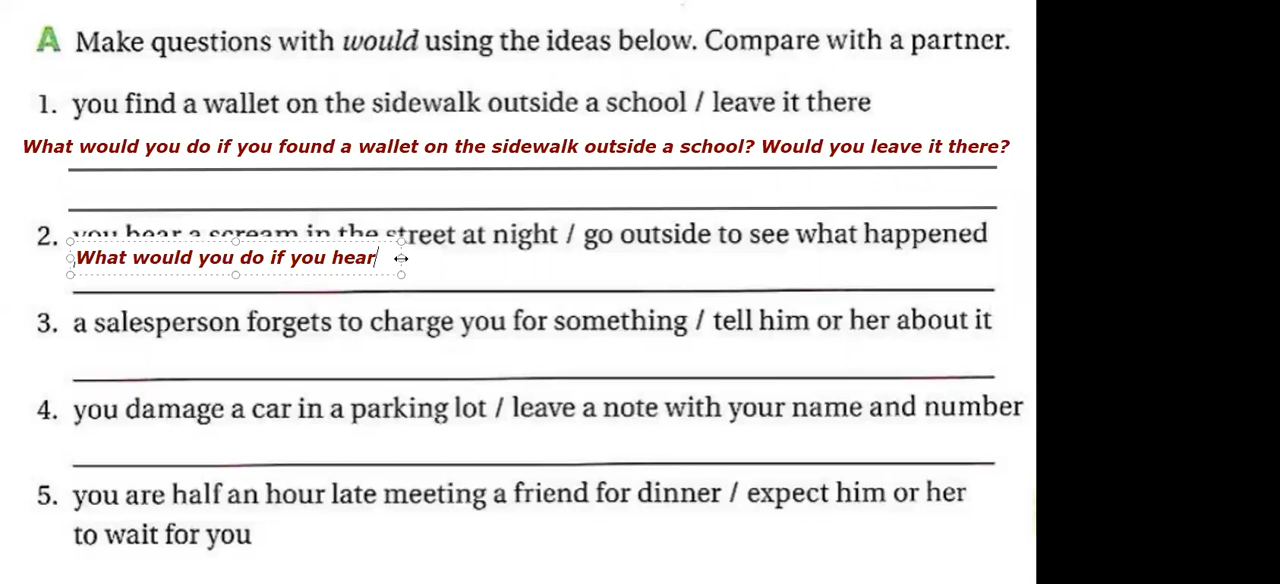 A Make questions with would using the ideas below. Compare with a partner.
1. you find a wallet on the sidewalk outside a school / leave it there
What would you do if you found a wallet on the sidewalk outside a school? Would you leave it there?
2. you hear a scream in the street at night / go outside to see what happened
What would you do if you hear
3. a salesperson forgets to charge you for something / tell him or her about it
4. you damage a car in a parking lot / leave a note with your name and number
5. you are half an hour late meeting a friend for dinner / expect him or her
to wait for you